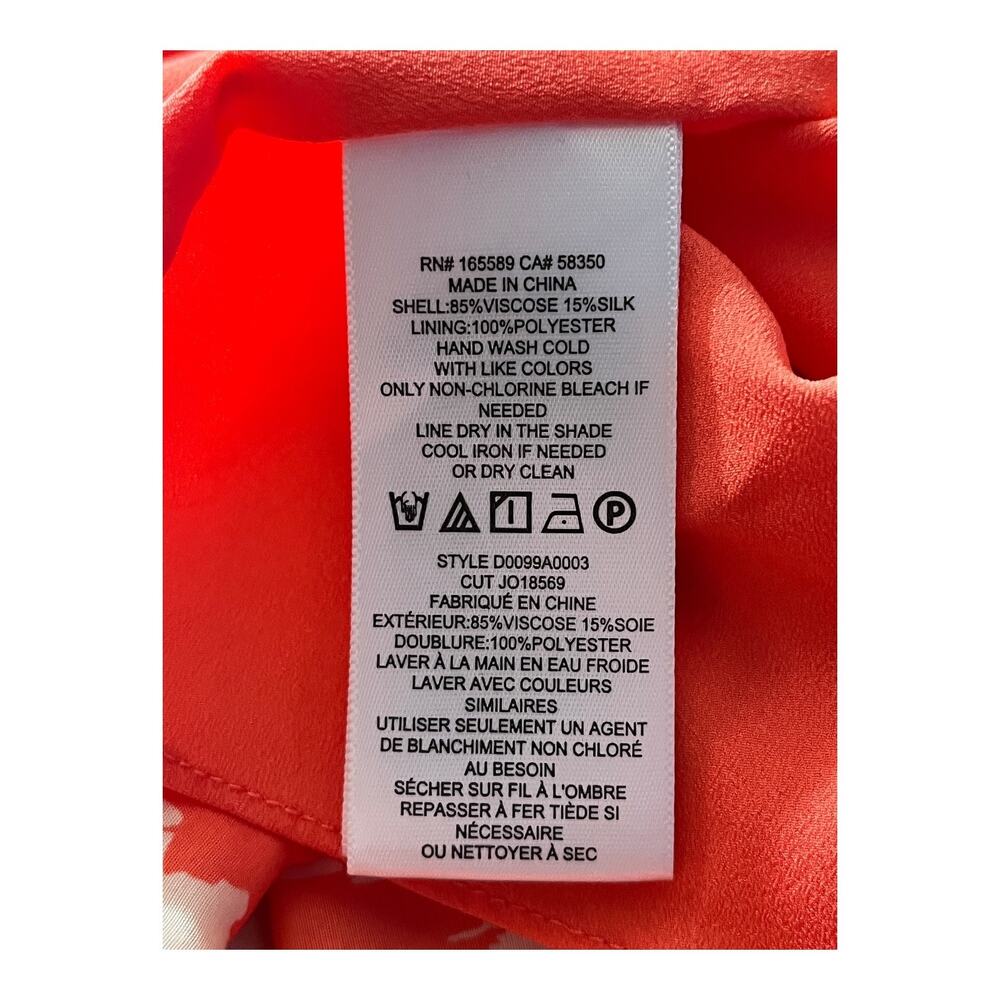 RN# 165589 CA# 58350
MADE IN CHINA
SHELL:85%VISCOSE 15%SILK
LINING:100%POLYESTER
HAND WASH COLD
WITH LIKE COLORS
ONLY NON-CHLORINE BLEACH IF
NEEDED
LINE DRY IN THE SHADE
COOL IRON IF NEEDED
OR DRY CLEAN
P
STYLE D0099A0003
CUT JO18569
FABRIQUÉ EN CHINE
EXTÉRIEUR:85%VISCOSE 15%SOIE
DOUBLURE:100%POLYESTER
LAVER À LA MAIN EN EAU FROIDE
LAVER AVEC COULEURS
SIMILAIRES
UTILISER SEULEMENT UN AGENT
DE BLANCHIMENT NON CHLORÉ
AU BESOIN
SÉCHER SUR FIL À L'OMBRE
REPASSER À FER TIÈDE SI
NÉCESSAIRE
OU NETTOYER À SEC